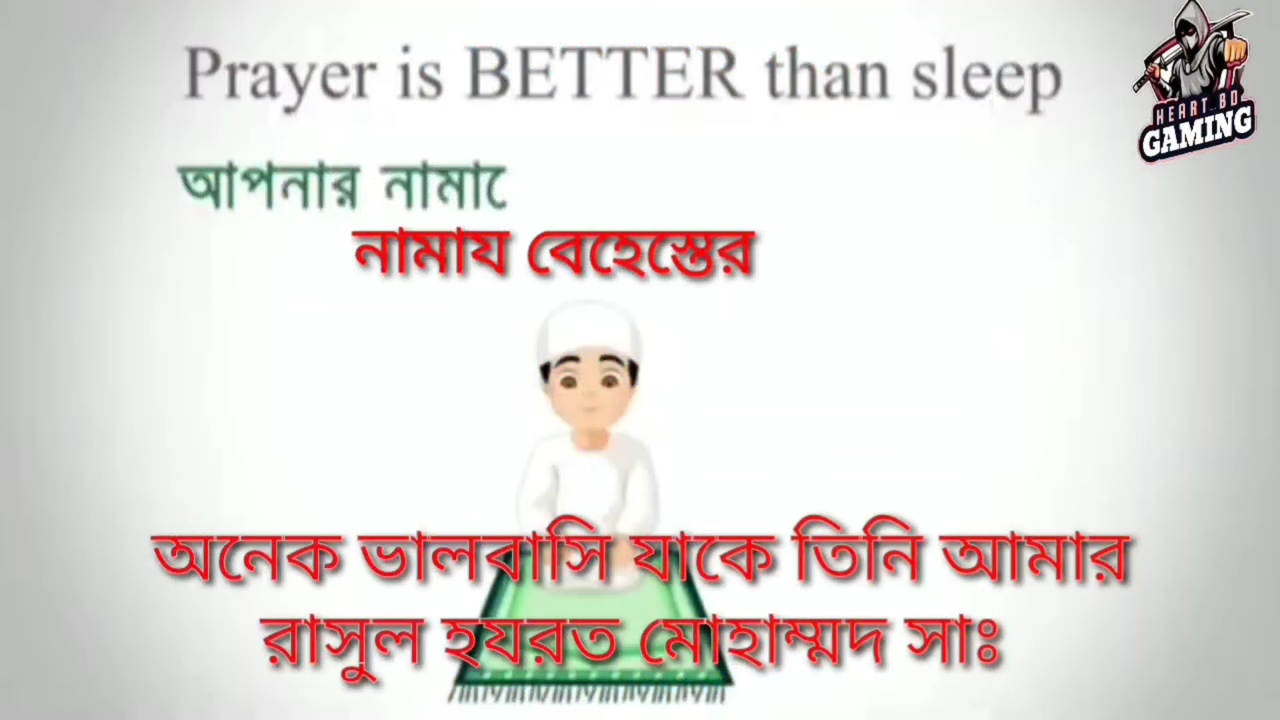 Prayer is BETTER than sleep
HEART BD
GAMING
আপনার নামাে
নামায বেহেস্তের
অনেক ভালবাসি যাকে তিনি আমার
রাসুল হযরত মোহাম্মদ সাঃ